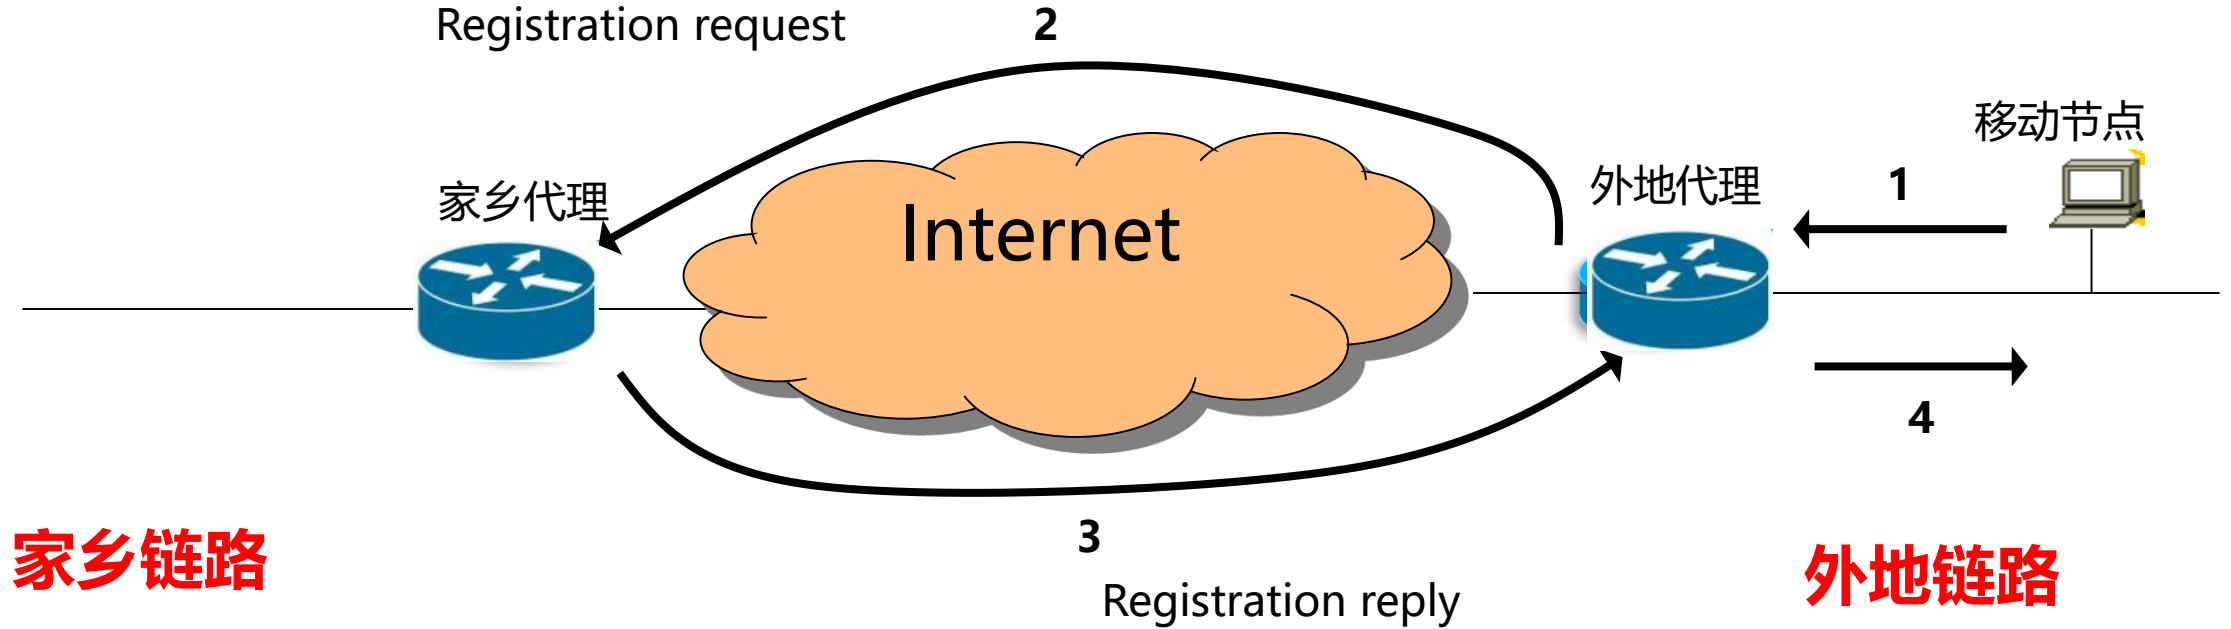 Registration request
2
移动节点
家乡代理
外地代理
1
Internet
4
3
家乡链路
外地链路
Registration reply